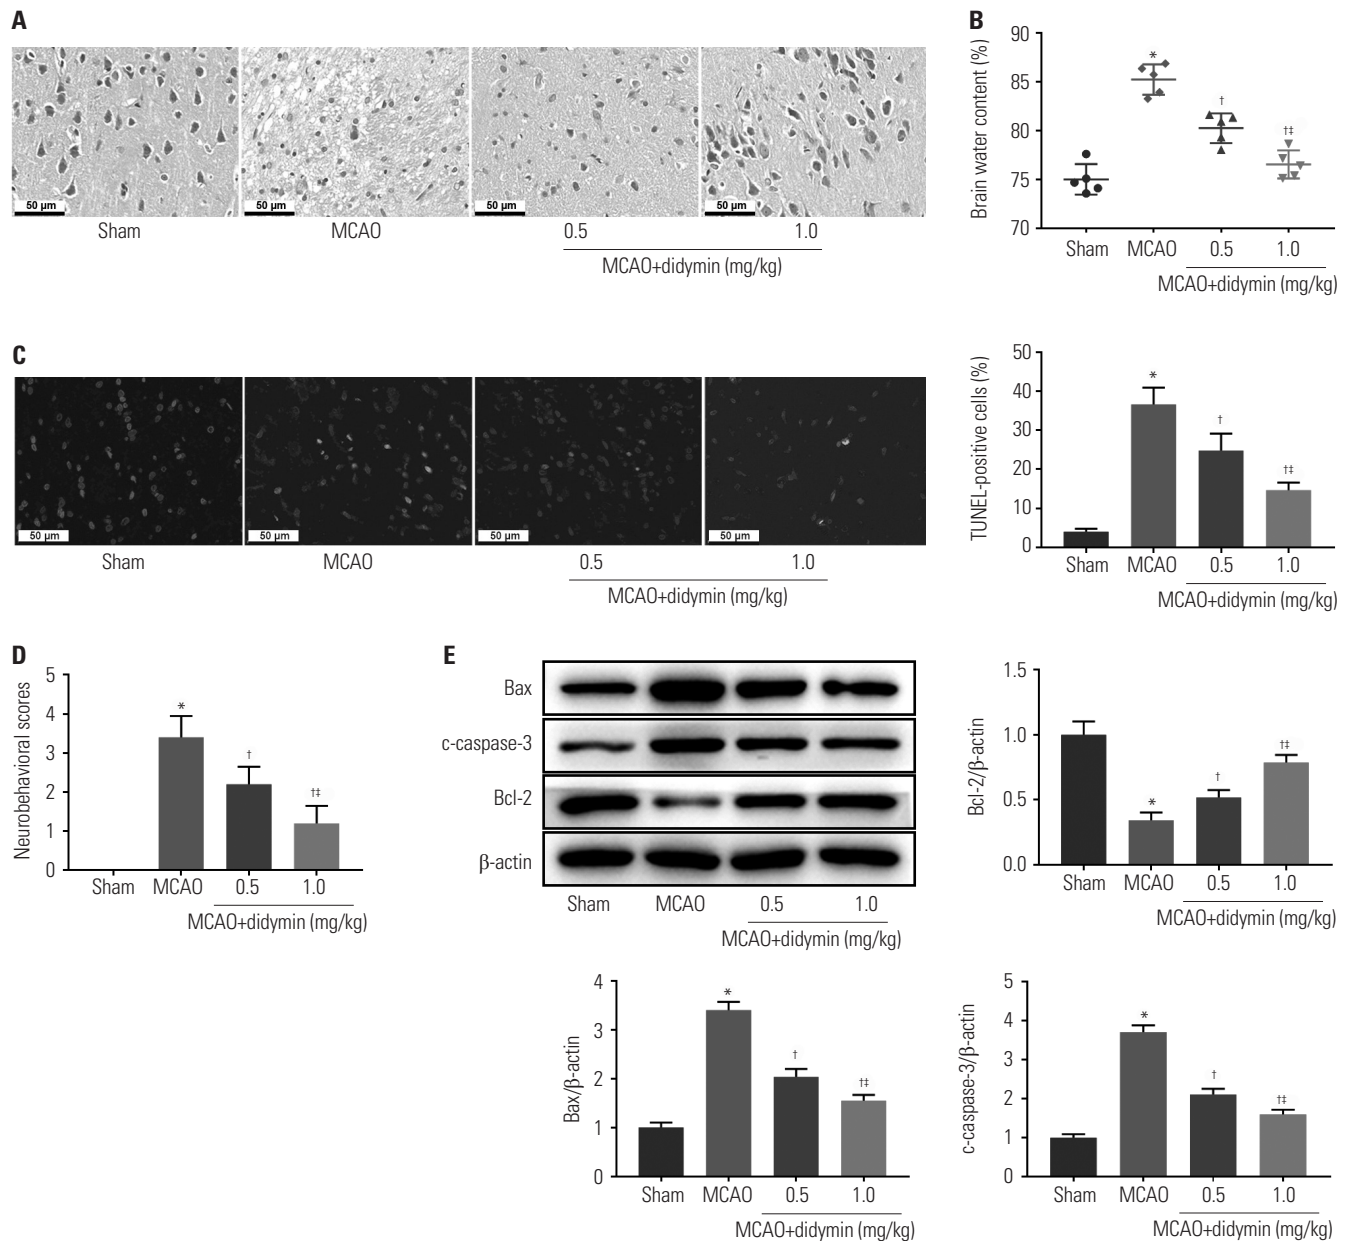 A
50 µm
50 µm
50 µm
50 µm
Sham
MCAO
0.5
1.0
MCAO+didymin (mg/kg)
B
Brain water content (%)
90
85
80
75
70
*
†
†‡
Sham
MCAO
0.5
1.0
MCAO+didymin (mg/kg)
C
50 µm
50 µm
50 µm
50 µm
Sham
MCAO
0.5
1.0
MCAO+didymin (mg/kg)
TUNEL-positive cells (%)
50
40
30
20
10
0
*
†
†‡
Sham
MCAO
0.5
1.0
MCAO+didymin (mg/kg)
D
Neurobehavioral scores
5
4
3
2
1
0
*
†
†‡
Sham
MCAO
0.5
1.0
MCAO+didymin (mg/kg)
E
Bax
c-caspase-3
Bcl-2
β-actin
Sham
MCAO
0.5
1.0
MCAO+didymin (mg/kg)
Bcl-2/β-actin
1.5
1.0
0.5
0.0
*
†
†‡
Sham
MCAO
0.5
1.0
MCAO+didymin (mg/kg)
Bax/β-actin
4
3
2
1
0
*
†
†‡
Sham
MCAO
0.5
1.0
MCAO+didymin (mg/kg)
c-caspase-3/β-actin
5
4
3
2
1
0
*
†
†‡
Sham
MCAO
0.5
1.0
MCAO+didymin (mg/kg)